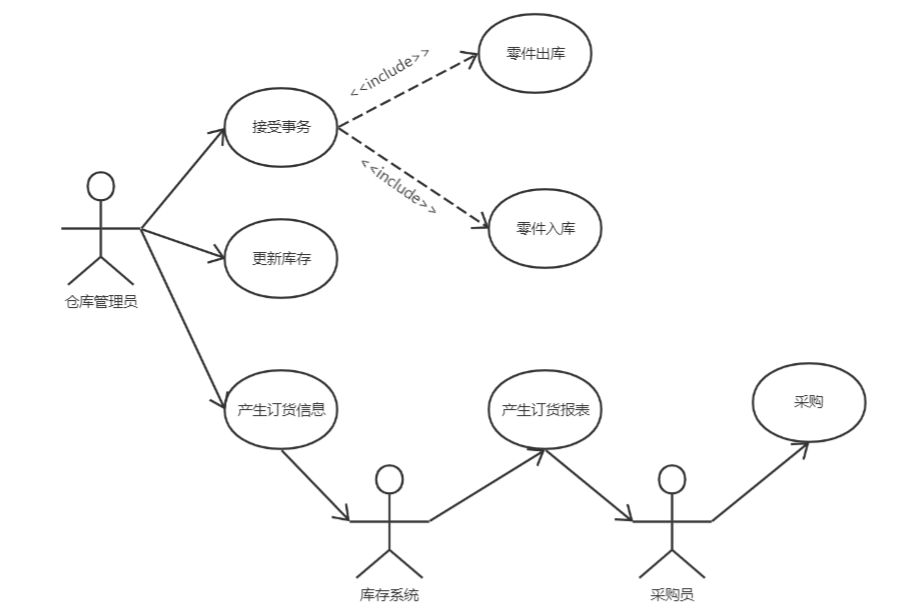 零件出库
<<include>>
接受事务
<<include>>
零件入库
更新库存
仓库管理员
产生订货信息
产生订货报表
采购
库存系统
采购员